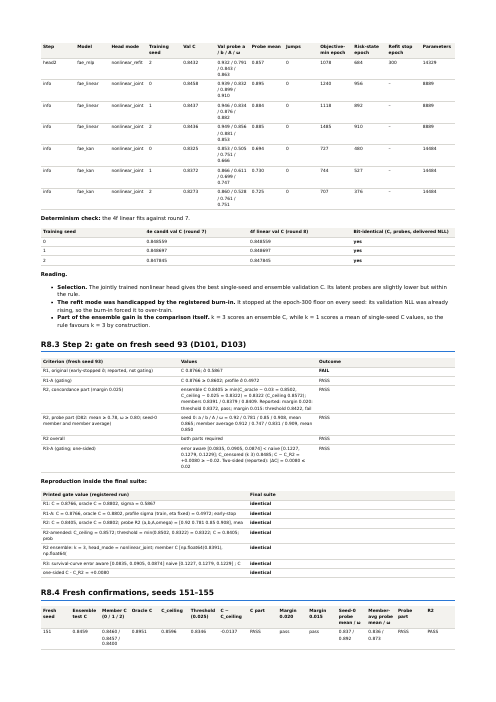 Step Model Head mode Training seed Val C Val probe a / b / A / ω Probe mean Jumps Objective-min epoch Risk-state epoch Refit stop epoch Parameters
head2 fae_mlp nonlinear_refit 2 0.8432 0.932 / 0.791 / 0.843 / 0.863 0.857 0 1078 684 300 14329
info fae_linear nonlinear_joint 0 0.8458 0.939 / 0.832 / 0.899 / 0.910 0.895 0 1240 956 – 8889
info fae_linear nonlinear_joint 1 0.8437 0.946 / 0.834 / 0.876 / 0.882 0.884 0 1118 892 – 8889
info fae_linear nonlinear_joint 2 0.8436 0.949 / 0.856 / 0.881 / 0.853 0.885 0 1485 910 – 8889
info fae_kan nonlinear_joint 0 0.8325 0.853 / 0.505 / 0.751 / 0.666 0.694 0 727 480 – 14484
info fae_kan nonlinear_joint 1 0.8372 0.866 / 0.611 / 0.699 / 0.747 0.730 0 744 527 – 14484
info fae_kan nonlinear_joint 2 0.8273 0.860 / 0.528 / 0.761 / 0.751 0.725 0 707 376 – 14484
Determinism check: the 4f linear fits against round 7.
Training seed 4e candii val C (round 7) 4f linear val C (round 8) Bit-identical (C, probes, delivered NLL)
0 0.848559 0.848559 yes
1 0.848697 0.848697 yes
2 0.847845 0.847845 yes
Reading.
• Selection. The jointly trained nonlinear head gives the best single-seed and ensemble validation C. Its latent probes are slightly lower but within
the rule.
• The refit mode was handicapped by the registered burn-in. It stopped at the epoch-300 floor on every seed: its validation NLL was already
rising, so the burn-in forced it to over-train.
• Part of the ensemble gain is the comparison itself. k = 3 scores an ensemble C, while k = 1 scores a mean of single-seed C values, so the
rule favours k = 3 by construction.
R8.3 Step 2: gate on fresh seed 93 (D101, D103)
Criterion (fresh seed 93) Values Outcome
R1, original (early-stopped σ̂; reported, not gating) C 0.8766; σ̂ 0.5867 FAIL
R1-A (gating) C 0.8766 ≥ 0.8602; profile σ̂ 0.4972 PASS
R2, concordance part (margin 0.025) ensemble C 0.8405 ≥ min(C_oracle − 0.03 = 0.8502,
C_ceiling − 0.025 = 0.8322) = 0.8322 (C_ceiling 0.8572);
members 0.8391 / 0.8379 / 0.8409. Reported: margin 0.020:
threshold 0.8372, pass; margin 0.015: threshold 0.8422, fail PASS
R2, probe part (D82: mean ≥ 0.78, ω ≥ 0.80; seed-0
member and member average) seed 0: a / b / A / ω = 0.92 / 0.781 / 0.85 / 0.908, mean
0.865; member average 0.912 / 0.747 / 0.831 / 0.909, mean
0.850 PASS
R2 overall both parts required PASS
R3-A (gating; one-sided) error aware [0.0835, 0.0905, 0.0874] < naive [0.1227,
0.1279, 0.1229]; C_censored (k 3) 0.8485; C − C_R2 =
+0.0080 ≥ −0.02. Two-sided (reported): |ΔC| = 0.0080 ≤
0.02 PASS
Reproduction inside the final suite:
Printed gate value (registered run) Final suite
R1: C = 0.8766, oracle C = 0.8802, sigma = 0.5867 identical
R1-A: C = 0.8766, oracle C = 0.8802, profile sigma (train, eta fixed) = 0.4972: early-stop identical
R2: C = 0.8405, oracle C = 0.8802; probe R2 (a,b,A,omega) = [0.92 0.781 0.85 0.908], mea identical
R2-amended: C_ceiling = 0.8572; threshold = min(0.8502, 0.8322) = 0.8322; C = 0.8405;
prob identical
R2 ensemble: k = 3, head_mode = nonlinear_joint; member C [np.float64(0.8391),
np.float64( identical
R3: survival-curve error aware [0.0835, 0.0905, 0.0874] naive [0.1227, 0.1279, 0.1229] ; C identical
one-sided C - C_R2 = +0.0080 identical
R8.4 Fresh confirmations, seeds 151–155
Fresh seed Ensemble test C Member C (0 / 1 / 2) Oracle C C_ceiling Threshold (0.025) C − C_ceiling C part Margin 0.020 Margin 0.015 Seed-0 probe mean / ω Member-avg probe mean / ω Probe part R2
151 0.8459 0.8460 / 0.8457 / 0.8400 0.8951 0.8596 0.8346 -0.0137 PASS pass pass 0.837 / 0.892 0.836 / 0.873 PASS PASS